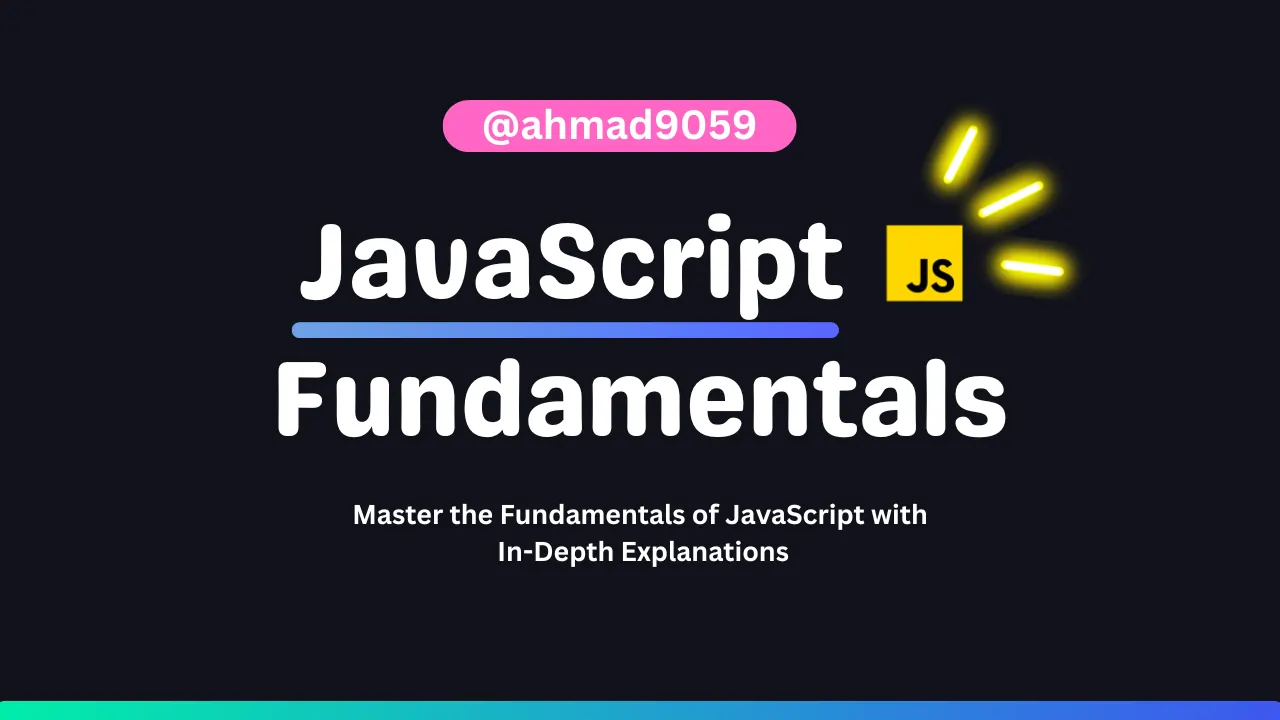 @ahmad9059
JavaScript
JS
Fundamentals
Master the Fundamentals of JavaScript with
In-Depth Explanations